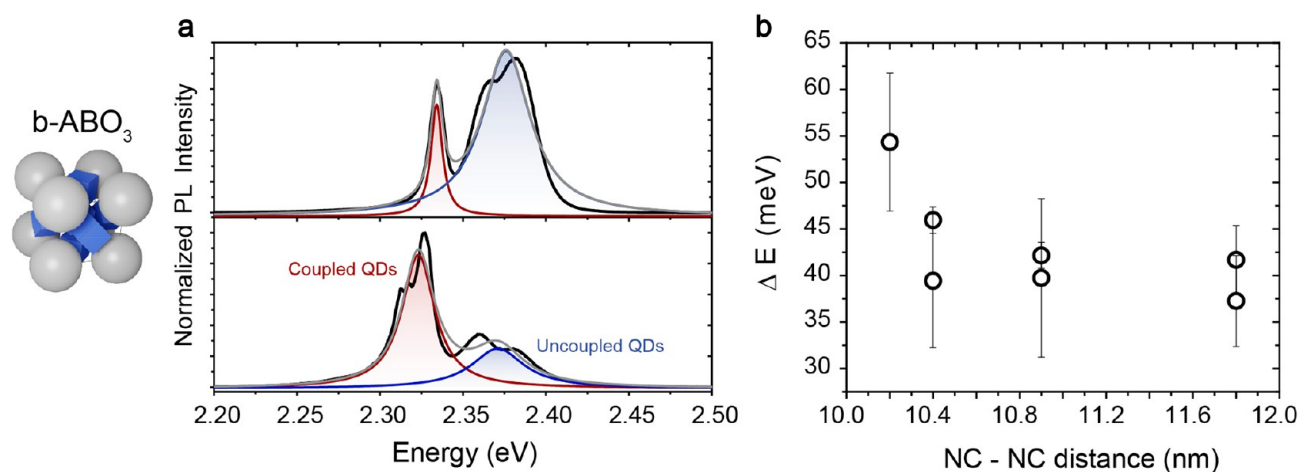 a
b
b-ABO3
Normalized PL Intensity
Coupled QDs
Uncoupled QDs
2.20 2.25 2.30 2.35 2.40 2.45 2.50
Energy (eV)
65
60
55
50
45
40
35
30
Δ E (meV)
10.0 10.4 10.8 11.2 11.6 12.0
NC - NC distance (nm)